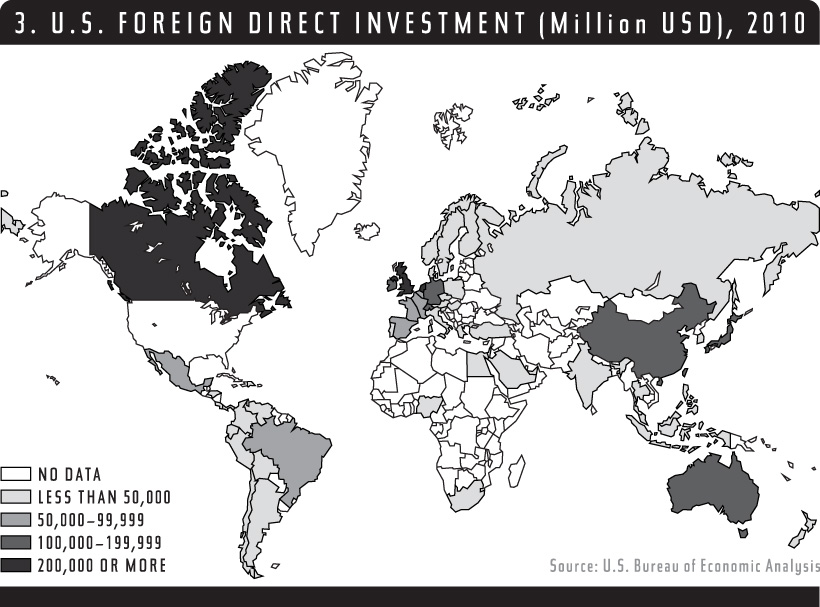 3. U.S. FOREIGN DIRECT INVESTMENT (Million USD), 2010
NO DATA
LESS THAN 50,000
50,000–99,999
100,000–199,999
200,000 OR MORE
Source: U.S. Bureau of Economic Analysis